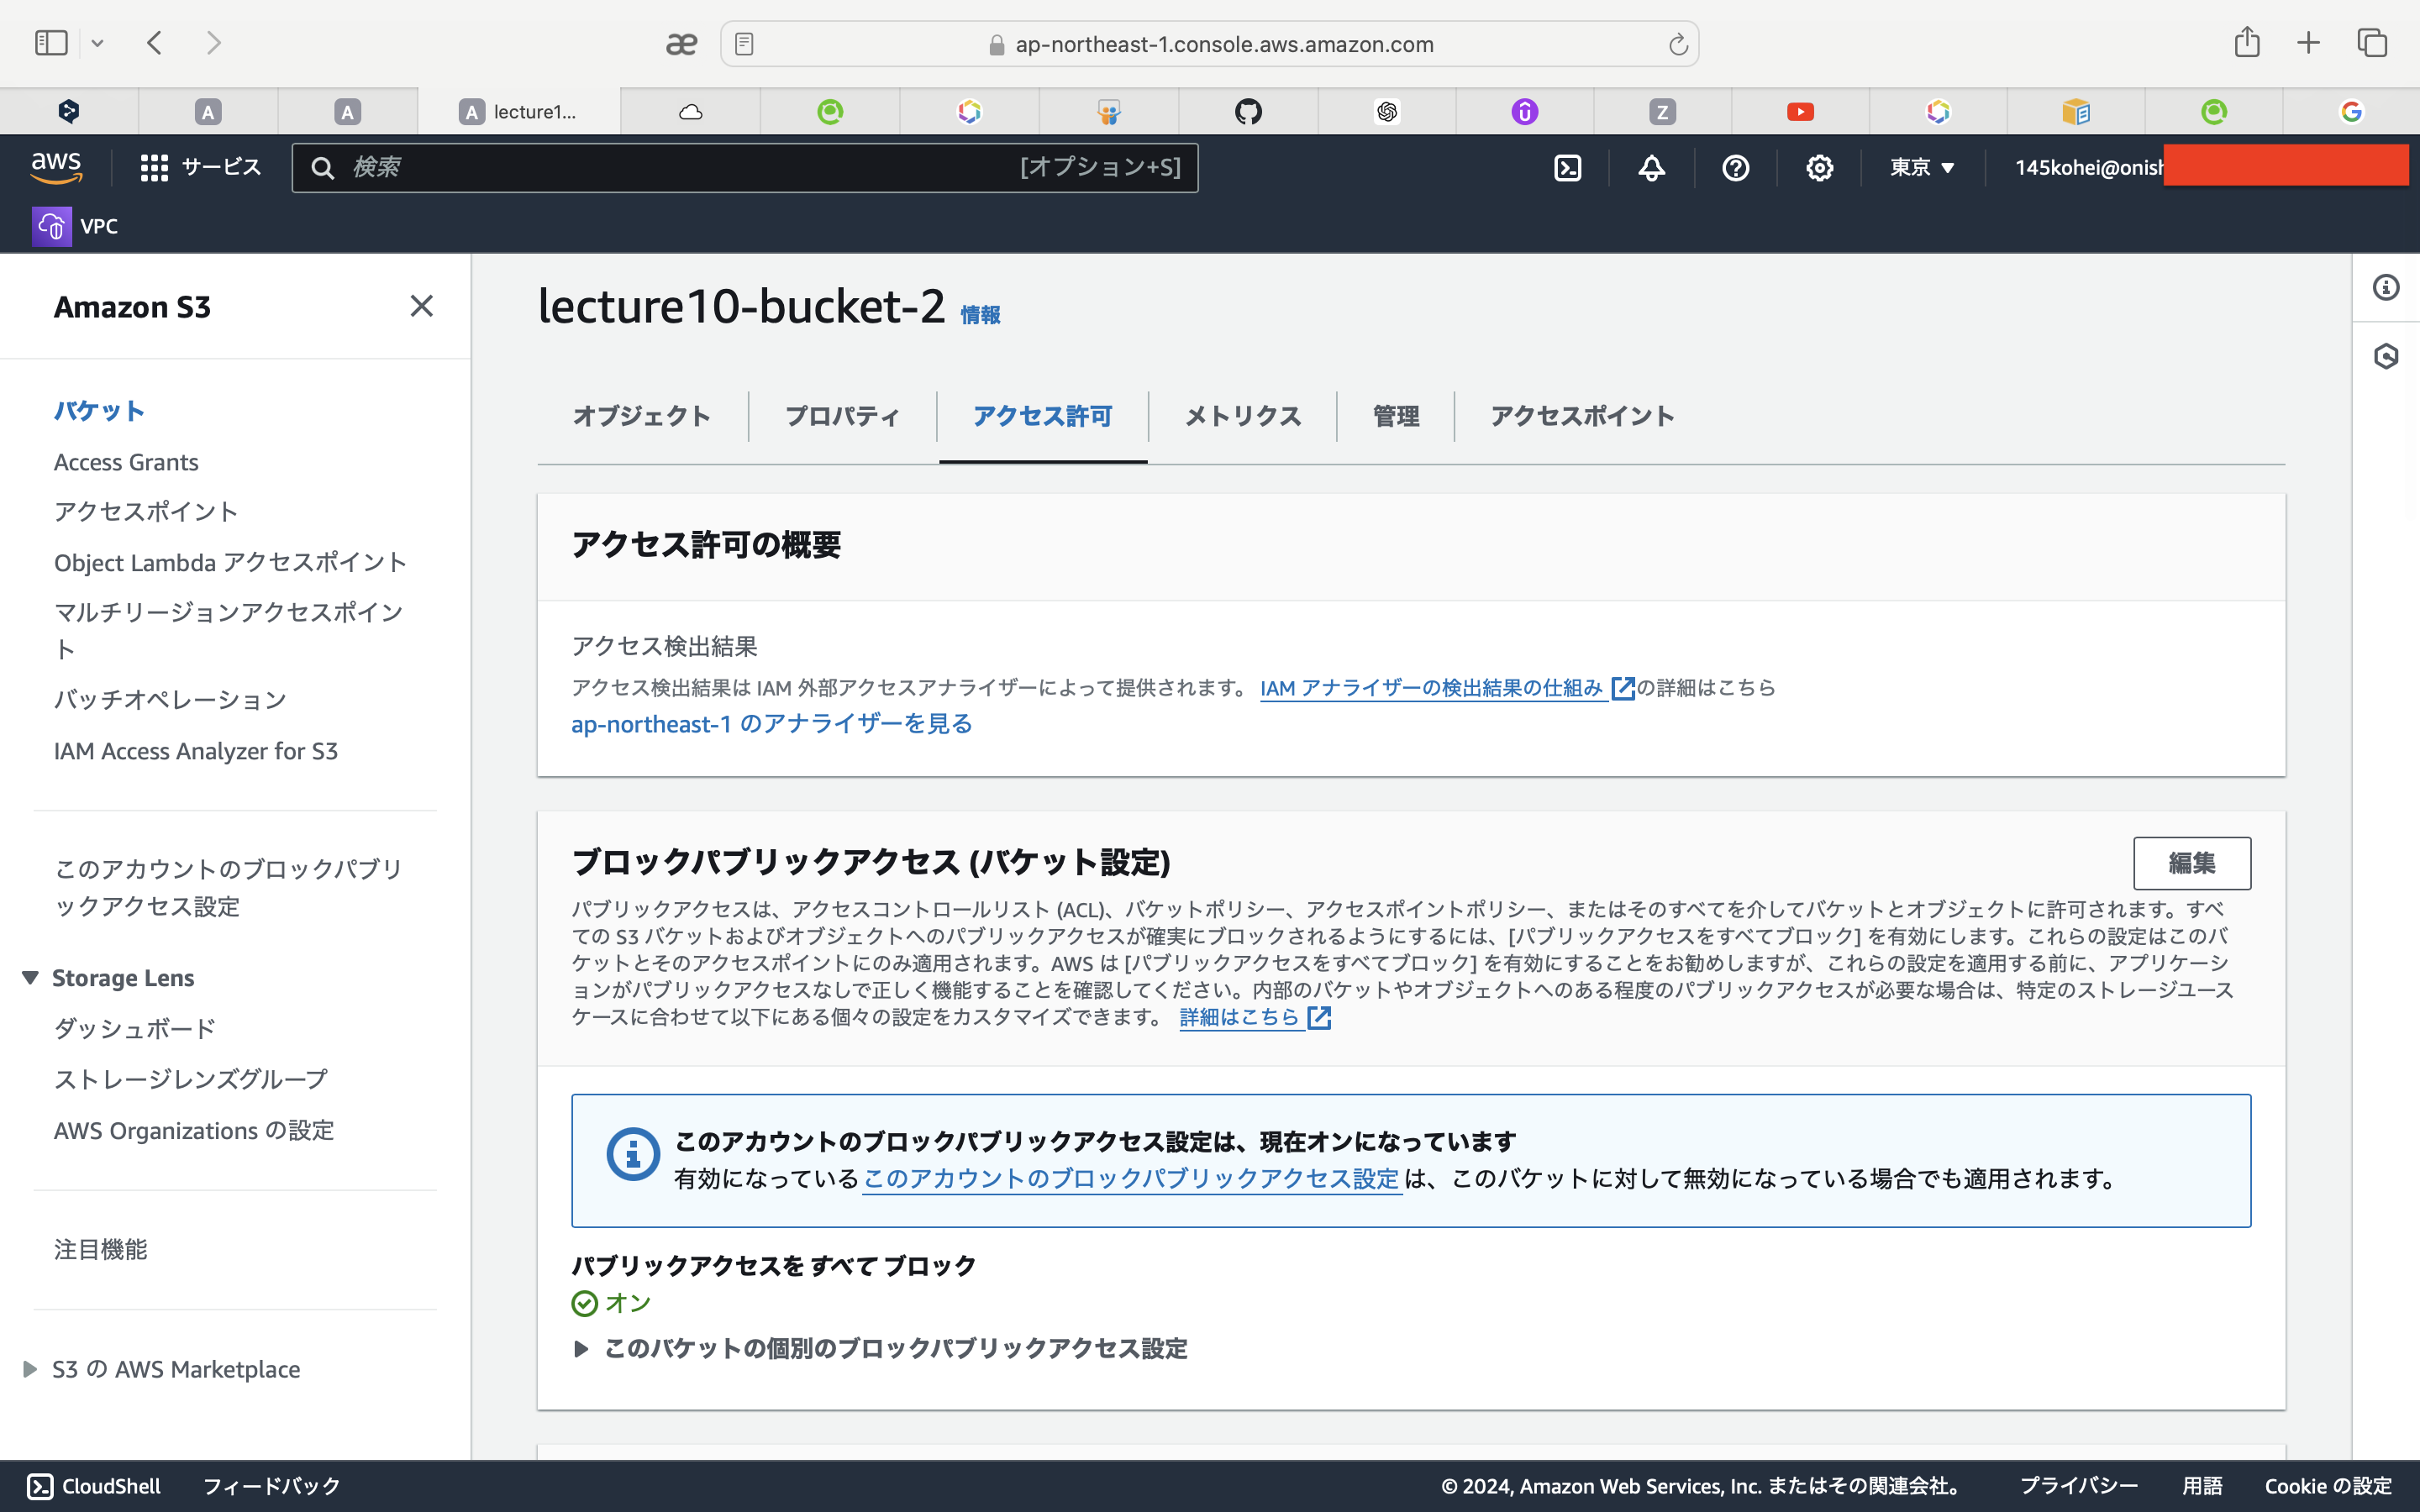 ap-northeast-1.console.aws.amazon.com
A
A
A lecture1...
Z
aws サービス 検索 [オプション+S] 東京 ▼ 145kohei@onish
VPC
Amazon S3
バケット
Access Grants
アクセスポイント
Object Lambda アクセスポイント
マルチリージョンアクセスポイン
ト
バッチオペレーション
IAM Access Analyzer for S3
このアカウントのブロックパブリ
ックアクセス設定
Storage Lens
ダッシュボード
ストレージレンズグループ
AWS Organizations の設定
注目機能
S3 の AWS Marketplace
lecture10-bucket-2 情報
オブジェクト プロパティ アクセス許可 メトリクス 管理 アクセスポイント
アクセス許可の概要
アクセス検出結果
アクセス検出結果は IAM 外部アクセスアナライザーによって提供されます。 IAM アナライザーの検出結果の仕組み の詳細はこちら
ap-northeast-1 のアナライザーを見る
ブロックパブリックアクセス (バケット設定)
編集
パブリックアクセスは、アクセスコントロールリスト (ACL)、バケットポリシー、アクセスポイントポリシー、またはそのすべてを介してバケットとオブジェクトに許可されます。すべ
ての S3 バケットおよびオブジェクトへのパブリックアクセスが確実にブロックされるようにするには、[パブリックアクセスをすべてブロック] を有効にします。これらの設定はこのバ
ケットとそのアクセスポイントにのみ適用されます。AWS は [パブリックアクセスをすべてブロック] を有効にすることをお勧めしますが、これらの設定を適用する前に、アプリケーシ
ョンがパブリックアクセスなしで正しく機能することを確認してください。内部のバケットやオブジェクトへのある程度のパブリックアクセスが必要な場合は、特定のストレージユース
ケースに合わせて以下にある個々の設定をカスタマイズできます。 詳細はこちら
このアカウントのブロックパブリックアクセス設定は、現在オンになっています
有効になっている このアカウントのブロックパブリックアクセス設定 は、このバケットに対して無効になっている場合でも適用されます。
パブリックアクセスを すべて ブロック
オン
このバケットの個別のブロックパブリックアクセス設定
CloudShell フィードバック © 2024, Amazon Web Services, Inc. またはその関連会社。 プライバシー 用語 Cookie の設定